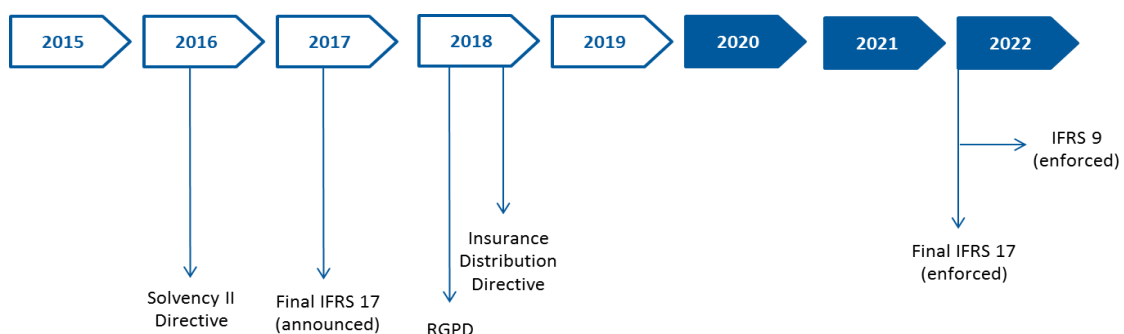 2015
2016
2017
2018
2019
2020
2021
2022
Solvency II
Directive
Final IFRS 17
(announced)
RGPD
Insurance
Distribution
Directive
Final IFRS 17
(enforced)
IFRS 9
(enforced)